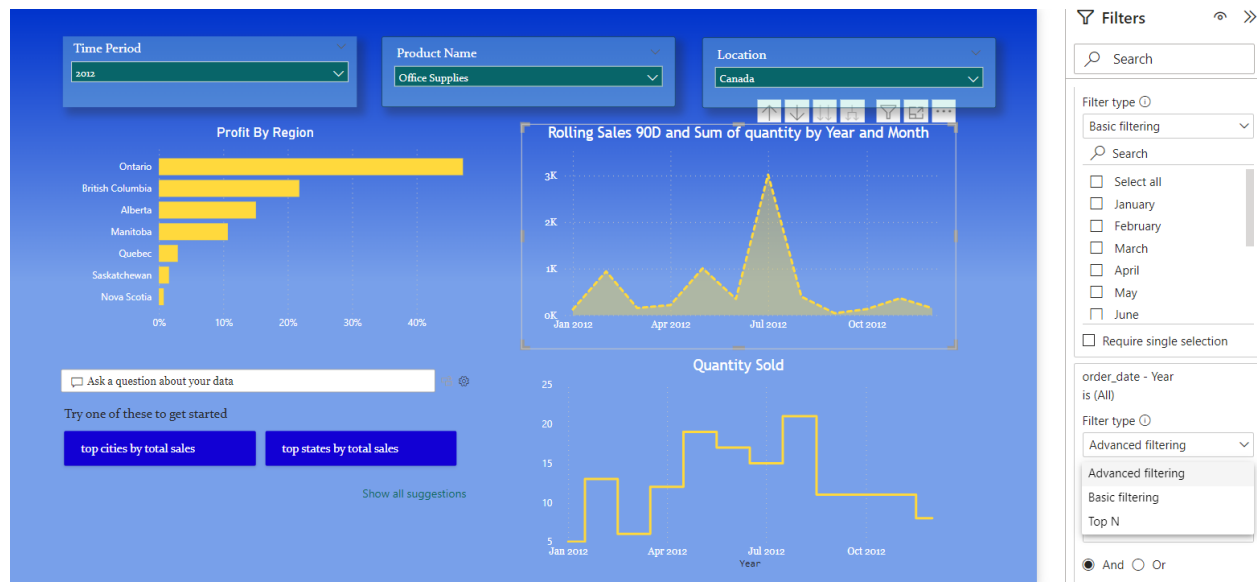 Time Period
2012
Product Name
Office Supplies
Location
Canada
Profit By Region
Ontario
British Columbia
Alberta
Manitoba
Quebec
Saskatchewan
Nova Scotia
0% 10% 20% 30% 40%
Rolling Sales 90D and Sum of quantity by Year and Month
3K
2K
1K
0K
Jan 2012 Apr 2012 Jul 2012 Oct 2012
Ask a question about your data
Try one of these to get started
top cities by total sales
top states by total sales
Show all suggestions
Quantity Sold
25
20
15
10
5
Jan 2012 Apr 2012 Jul 2012 Oct 2012
Year
Filters
Search
Filter type
Basic filtering
Search
Select all
January
February
March
April
May
June
Require single selection
order_date - Year
is (All)
Filter type
Advanced filtering
Advanced filtering
Basic filtering
Top N
And Or